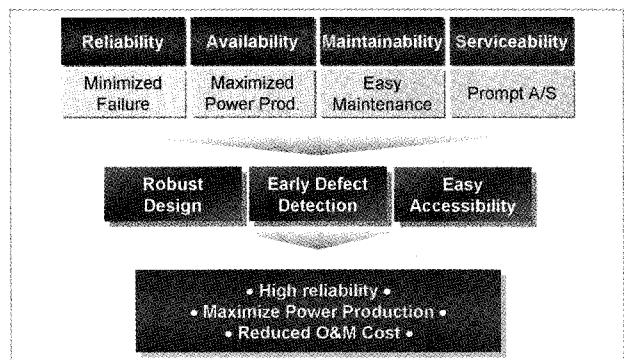 Reliability Availability Maintainability Serviceability
Minimized Failure Maximized Power Prod. Easy Maintenance Prompt A/S
Robust Design Early Defect Detection Easy Accessibility
• High reliability •
• Maximize Power Production •
• Reduced O&M Cost •